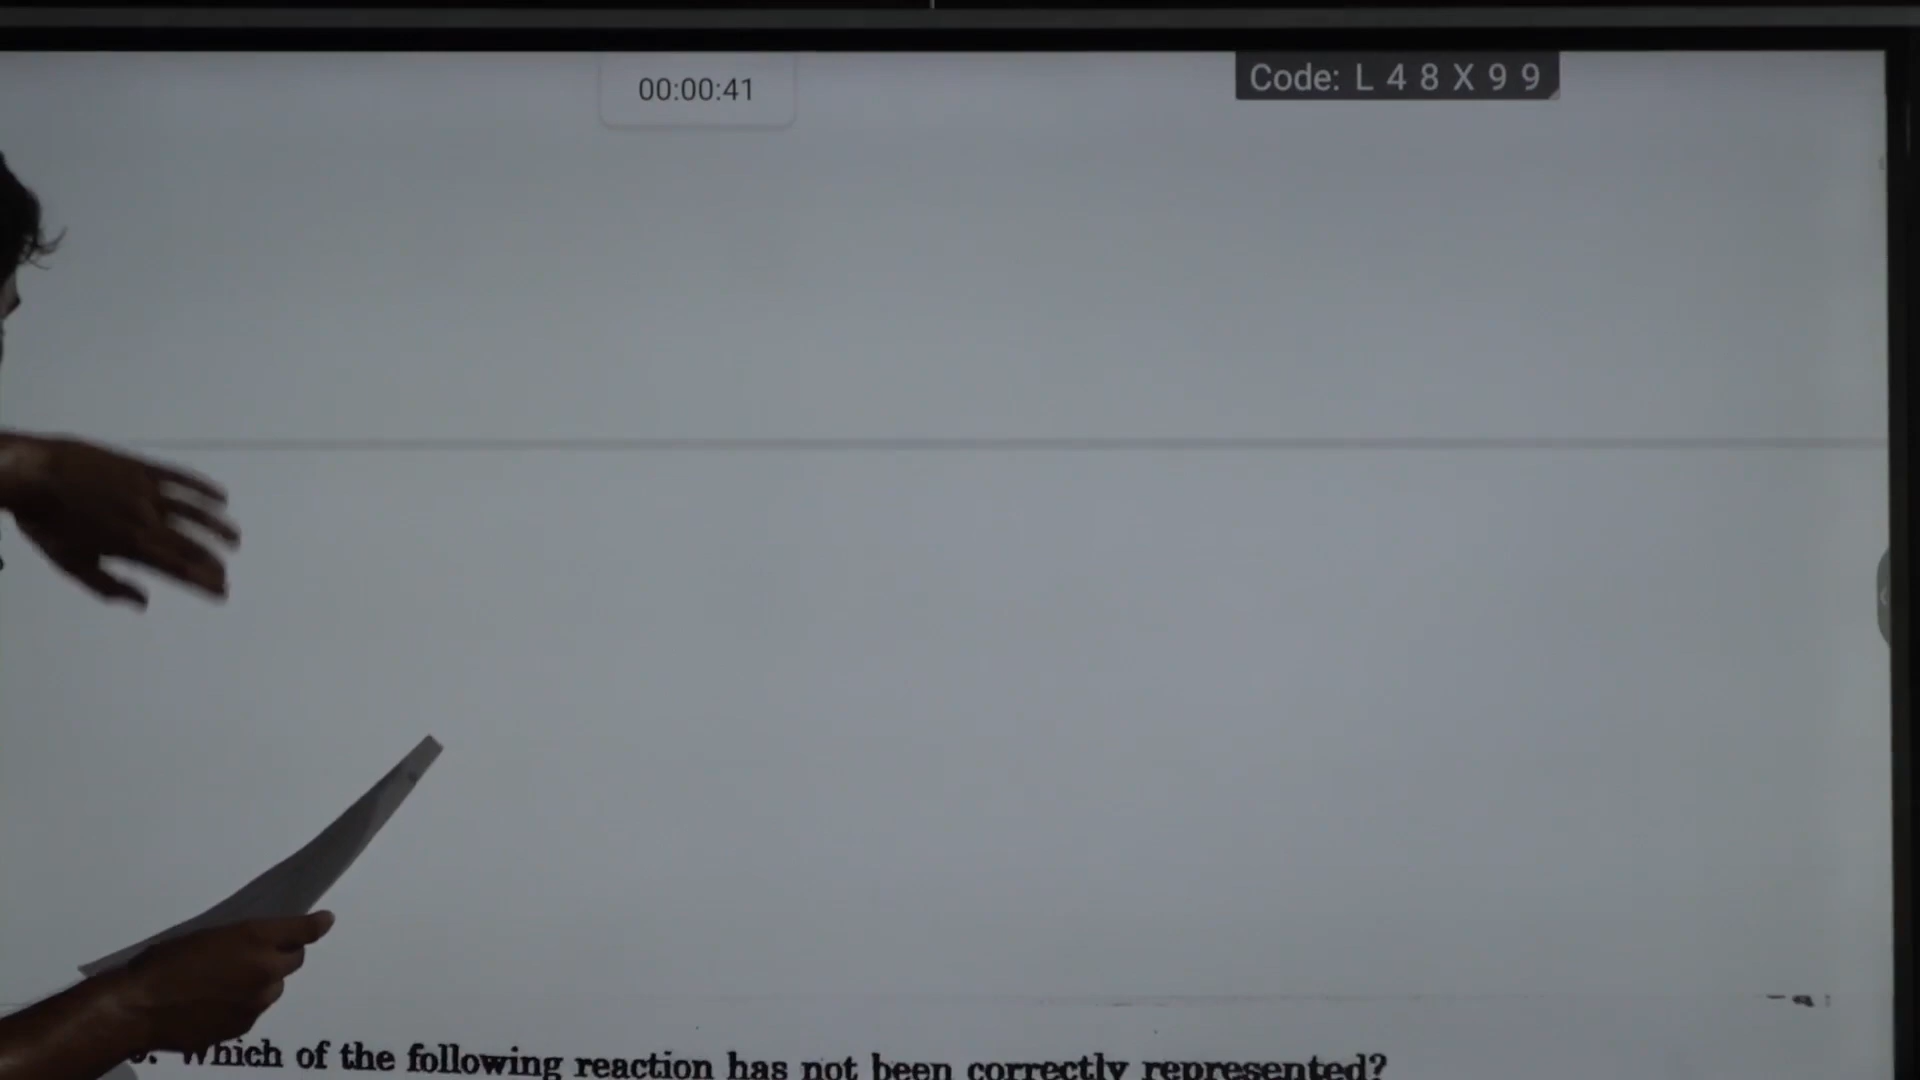 00:00:41
Code: L 4 8 X 9 9
Which of the following reaction has not been correctly represented?